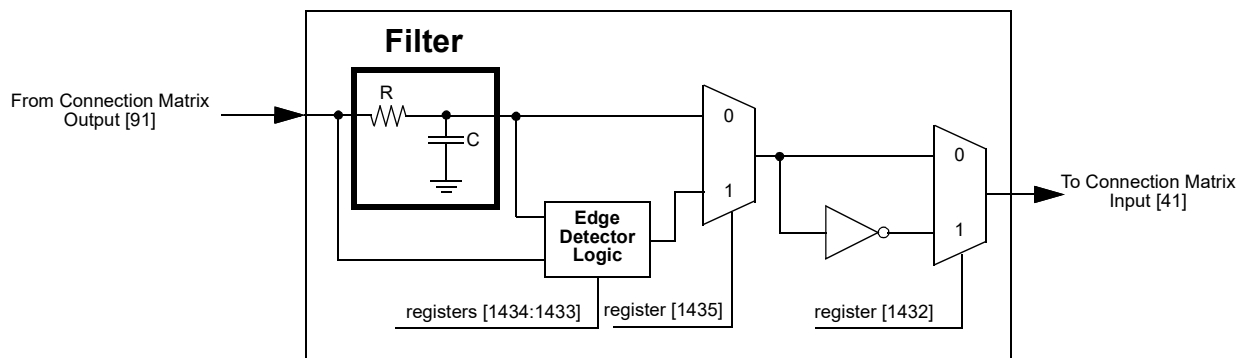 Filter
From Connection Matrix
Output [91]
R
C
0
1
Edge
Detector
Logic
0
1
To Connection Matrix
Input [41]
registers [1434:1433]
register [1435]
register [1432]